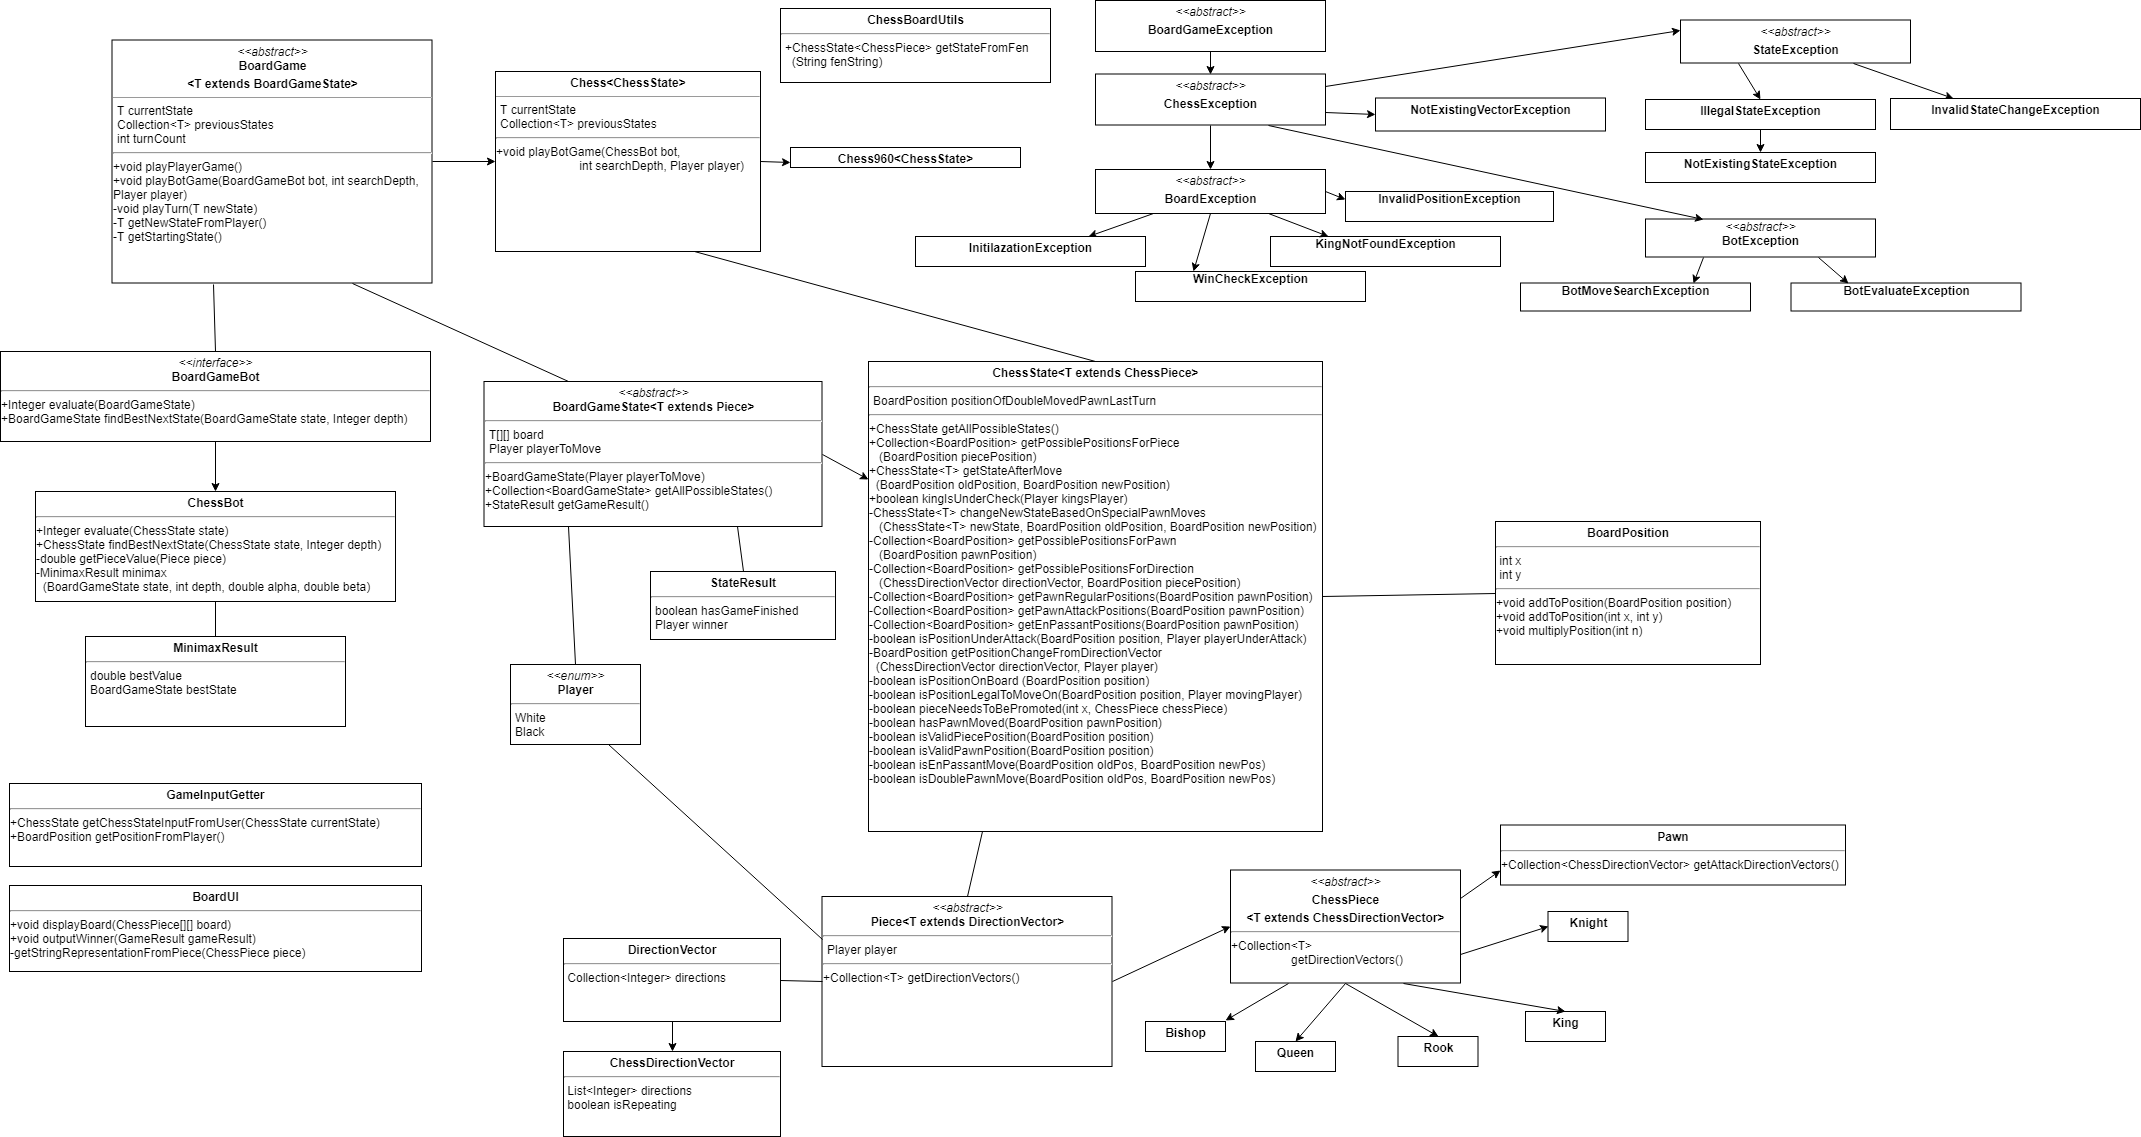 <<abstract>>
BoardGame
<T extends BoardGameState>
T currentState
Collection<T> previousStates
int turnCount
+void playPlayerGame()
+void playBotGame(BoardGameBot bot, int searchDepth,
Player player)
-void playTurn(T newState)
-T getNewStateFromPlayer()
-T getStartingState()
Chess<ChessState>
T currentState
Collection<T> previousStates
+void playBotGame(ChessBot bot,
int searchDepth, Player player)
ChessBoardUtils
+ChessState<ChessPiece> getStateFromFen
(String fenString)
Chess960<ChessState>
<<abstract>>
BoardGameException
<<abstract>>
ChessException
NotExistingVectorException
<<abstract>>
StateException
IllegalStateException
InvalidStateChangeException
NotExistingStateException
<<abstract>>
BoardException
InvalidPositionException
InitilazationException
KingNotFoundException
WinCheckException
<<abstract>>
BotException
BotMoveSearchException
BotEvaluateException
<<interface>>
BoardGameBot
+Integer evaluate(BoardGameState)
+BoardGameState findBestNextState(BoardGameState state, Integer depth)
ChessBot
+Integer evaluate(ChessState state)
+ChessState findBestNextState(ChessState state, Integer depth)
-double getPieceValue(Piece piece)
-MinimaxResult minimax
(BoardGameState state, int depth, double alpha, double beta)
MinimaxResult
double bestValue
BoardGameState bestState
<<abstract>>
BoardGameState<T extends Piece>
T[][] board
Player playerToMove
+BoardGameState(Player playerToMove)
+Collection<BoardGameState> getAllPossibleStates()
+StateResult getGameResult()
StateResult
boolean hasGameFinished
Player winner
<<enum>>
Player
White
Black
ChessState<T extends ChessPiece>
BoardPosition positionOfDoubleMovedPawnLastTurn
+ChessState getAllPossibleStates()
+Collection<BoardPosition> getPossiblePositionsForPiece
(BoardPosition piecePosition)
+ChessState<T> getStateAfterMove
(BoardPosition oldPosition, BoardPosition newPosition)
+boolean kingIsUnderCheck(Player kingsPlayer)
-ChessState<T> changeNewStateBasedOnSpecialPawnMoves
(ChessState<T> newState, BoardPosition oldPosition, BoardPosition newPosition)
-Collection<BoardPosition> getPossiblePositionsForPawn
(BoardPosition pawnPosition)
-Collection<BoardPosition> getPossiblePositionsForDirection
(ChessDirectionVector directionVector, BoardPosition piecePosition)
-Collection<BoardPosition> getPawnRegularPositions(BoardPosition pawnPosition)
-Collection<BoardPosition> getPawnAttackPositions(BoardPosition pawnPosition)
-Collection<BoardPosition> getEnPassantPositions(BoardPosition pawnPosition)
-boolean isPositionUnderAttack(BoardPosition position, Player playerUnderAttack)
-BoardPosition getPositionChangeFromDirectionVector
(ChessDirectionVector directionVector, Player player)
-boolean isPositionOnBoard (BoardPosition position)
-boolean isPositionLegalToMoveOn(BoardPosition position, Player movingPlayer)
-boolean pieceNeedsToBePromoted(int x, ChessPiece chessPiece)
-boolean hasPawnMoved(BoardPosition pawnPosition)
-boolean isValidPiecePosition(BoardPosition position)
-boolean isValidPawnPosition(BoardPosition position)
-boolean isEnPassantMove(BoardPosition oldPos, BoardPosition newPos)
-boolean isDoublePawnMove(BoardPosition oldPos, BoardPosition newPos)
BoardPosition
int x
int y
+void addToPosition(BoardPosition position)
+void addToPosition(int x, int y)
+void multiplyPosition(int n)
GameInputGetter
+ChessState getChessStateInputFromUser(ChessState currentState)
+BoardPosition getPositionFromPlayer()
BoardUI
+void displayBoard(ChessPiece[][] board)
+void outputWinner(GameResult gameResult)
-getStringRepresentationFromPiece(ChessPiece piece)
DirectionVector
Collection<Integer> directions
ChessDirectionVector
List<Integer> directions
boolean isRepeating
<<abstract>>
Piece<T extends DirectionVector>
Player player
+Collection<T> getDirectionVectors()
<<abstract>>
ChessPiece
<T extends ChessDirectionVector>
+Collection<T>
getDirectionVectors()
Pawn
+Collection<ChessDirectionVector> getAttackDirectionVectors()
Knight
King
Rook
Queen
Bishop